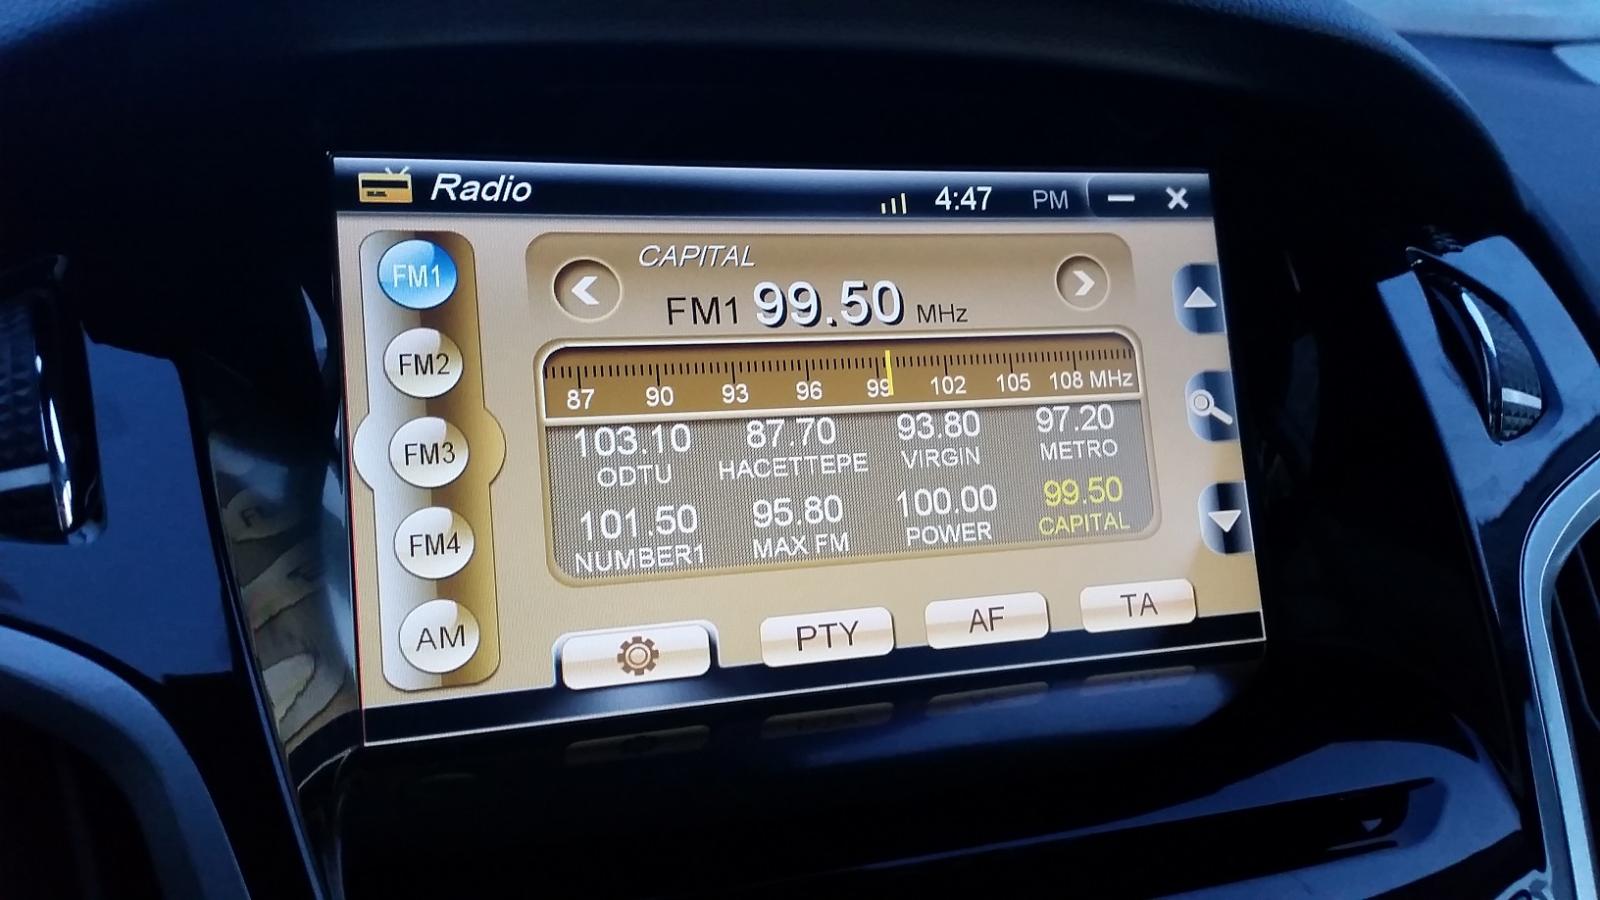 Radio
4:47 PM
FM1
FM2
FM3
FM4
AM
CAPITAL
FM1 99.50 MHz
87 90 93 96 99 102 105 108 MHz
103.10 87.70 93.80 97.20
ODTU HACETTEPE VIRGIN METRO
101.50 95.80 100.00 99.50
NUMBER1 MAX FM POWER CAPITAL
PTY AF TA